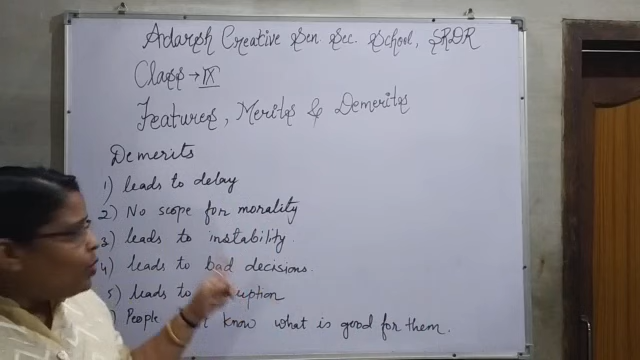 Adarsh Creative Sen. Sec. School, SRDR
Class → IX
Features, Merits & Demerits
Demerits
1) leads to delay
2) No scope for morality
3) leads to instability.
4) leads to bad decisions.
5) leads to
) People know what is good for them.